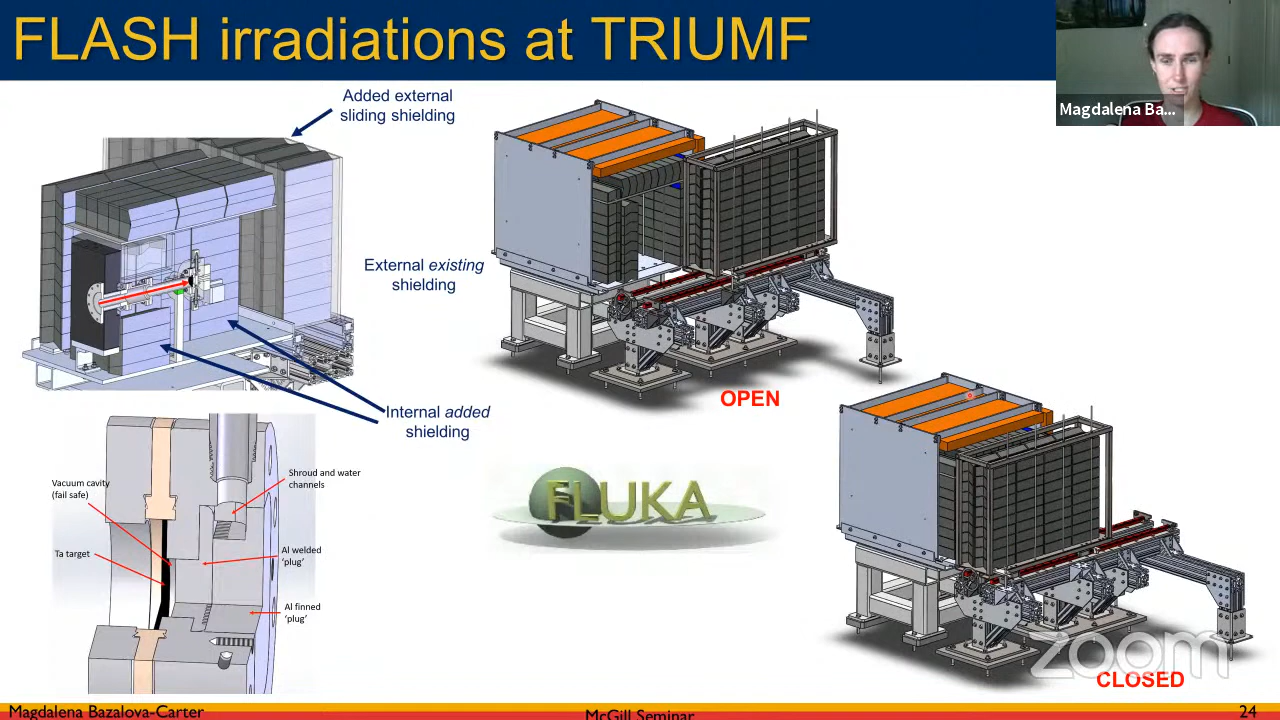 FLASH irradiations at TRIUMF
Magdalena Ba...
Added external
sliding shielding
External existing
shielding
Internal added
shielding
OPEN
Vacuum cavity
(fail safe)
Ta target
Shroud and water
channels
Al welded
‘plug’
Al finned
‘plug’
FLUKA
zoom
CLOSED
Magdalena Bazalova-Carter
McGill Seminar
24